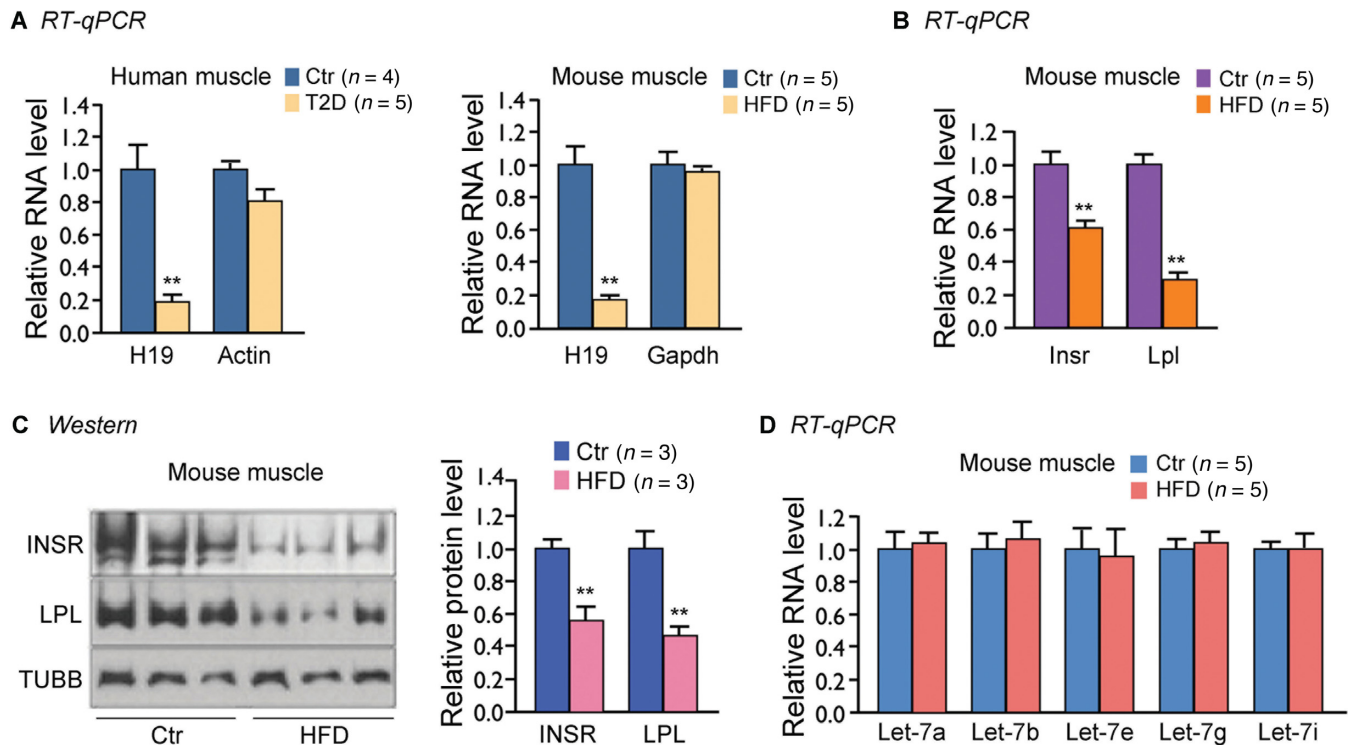 A RT-qPCR
Human muscle
Ctr (n = 4)
T2D (n = 5)
Relative RNA level
1.4
1.2
1.0
0.8
0.6
0.4
0.2
0.0
**
H19 Actin
Mouse muscle
Ctr (n = 5)
HFD (n = 5)
Relative RNA level
1.4
1.2
1.0
0.8
0.6
0.4
0.2
0.0
**
H19 Gapdh
B RT-qPCR
Mouse muscle
Ctr (n = 5)
HFD (n = 5)
Relative RNA level
1.2
1.0
0.8
0.6
0.4
0.2
0.0
**
**
Insr Lpl
C Western
Mouse muscle
INSR
LPL
TUBB
Ctr HFD
Ctr (n = 3)
HFD (n = 3)
Relative protein level
1.4
1.2
1.0
0.8
0.6
0.4
0.2
0.0
**
**
INSR LPL
D RT-qPCR
Mouse muscle
Ctr (n = 5)
HFD (n = 5)
Relative RNA level
1.2
1.0
0.8
0.6
0.4
0.2
0.0
Let-7a Let-7b Let-7e Let-7g Let-7i